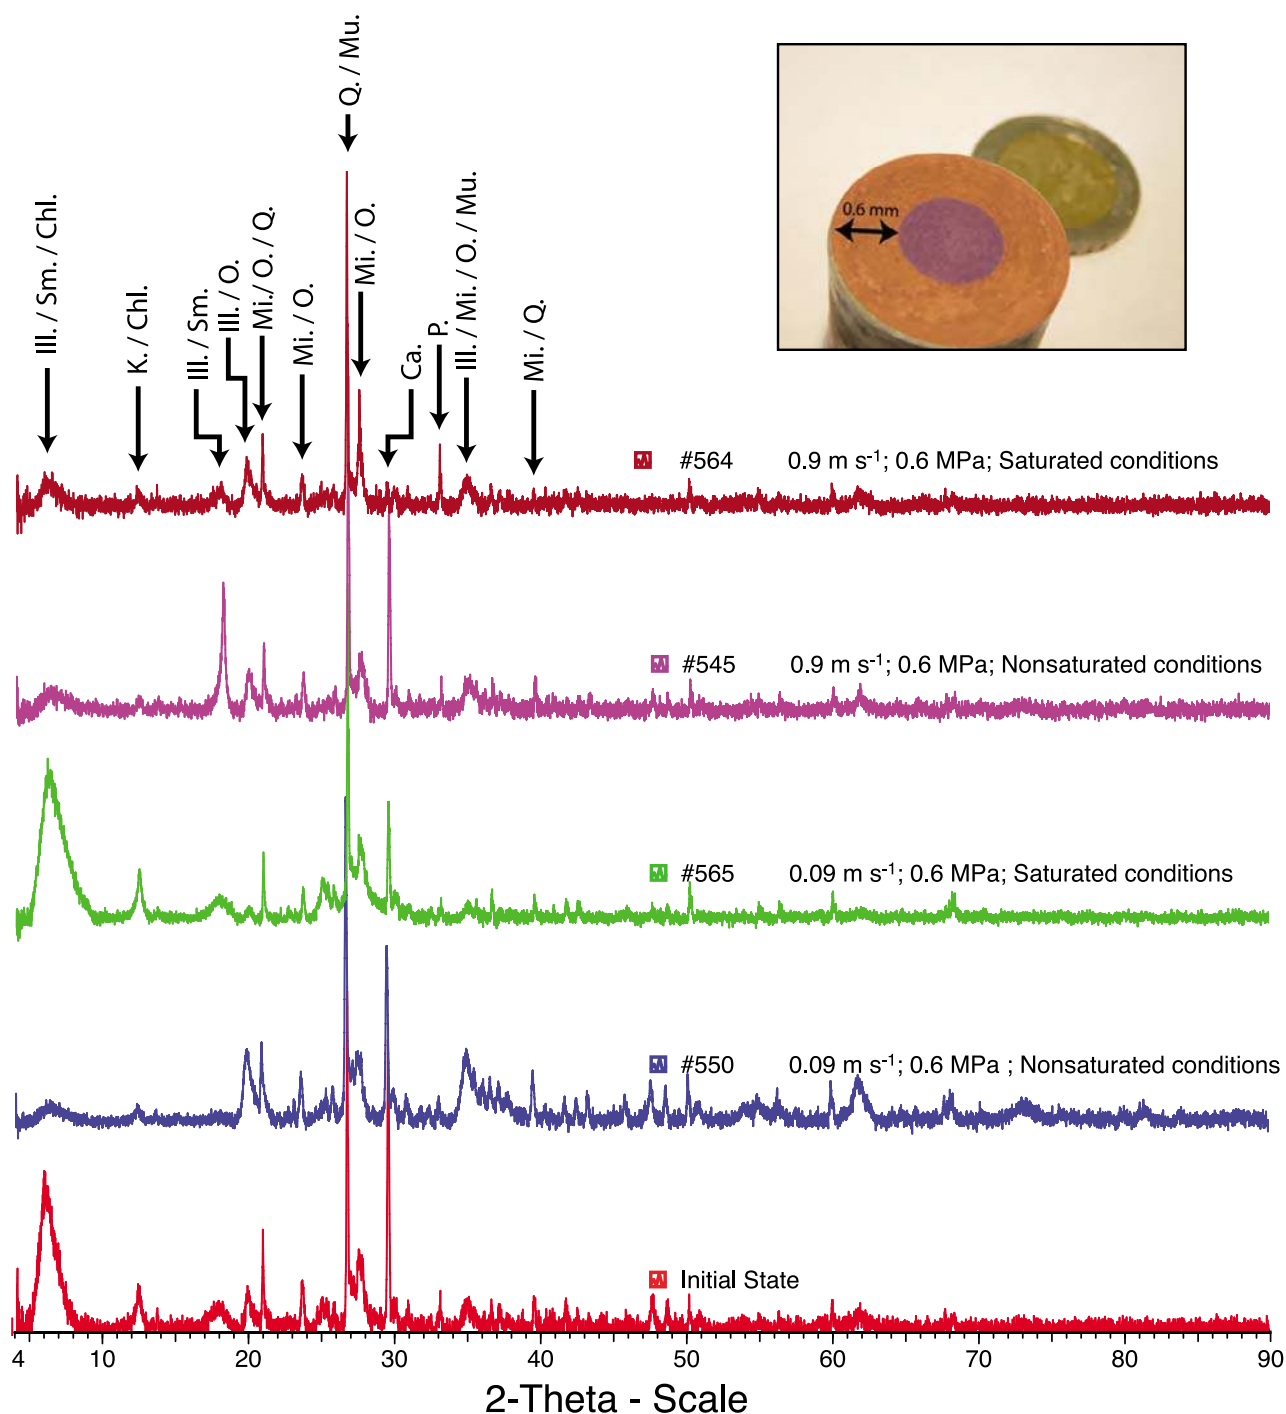 Ill. / Sm. / Chl.
K. / Chl.
Ill. / Sm.
Ill. / O.
Mi./ O. / Q.
Mi. / O.
Q. / Mu.
Mi. / O.
Ca.
P.
Ill. / Mi. / O. / Mu.
Mi. / Q.
0.6 mm
#564 0.9 m s⁻¹; 0.6 MPa; Saturated conditions
#545 0.9 m s⁻¹; 0.6 MPa; Nonsaturated conditions
#565 0.09 m s⁻¹; 0.6 MPa; Saturated conditions
#550 0.09 m s⁻¹; 0.6 MPa ; Nonsaturated conditions
Initial State
4 10 20 30 40 50 60 70 80 90
2-Theta - Scale